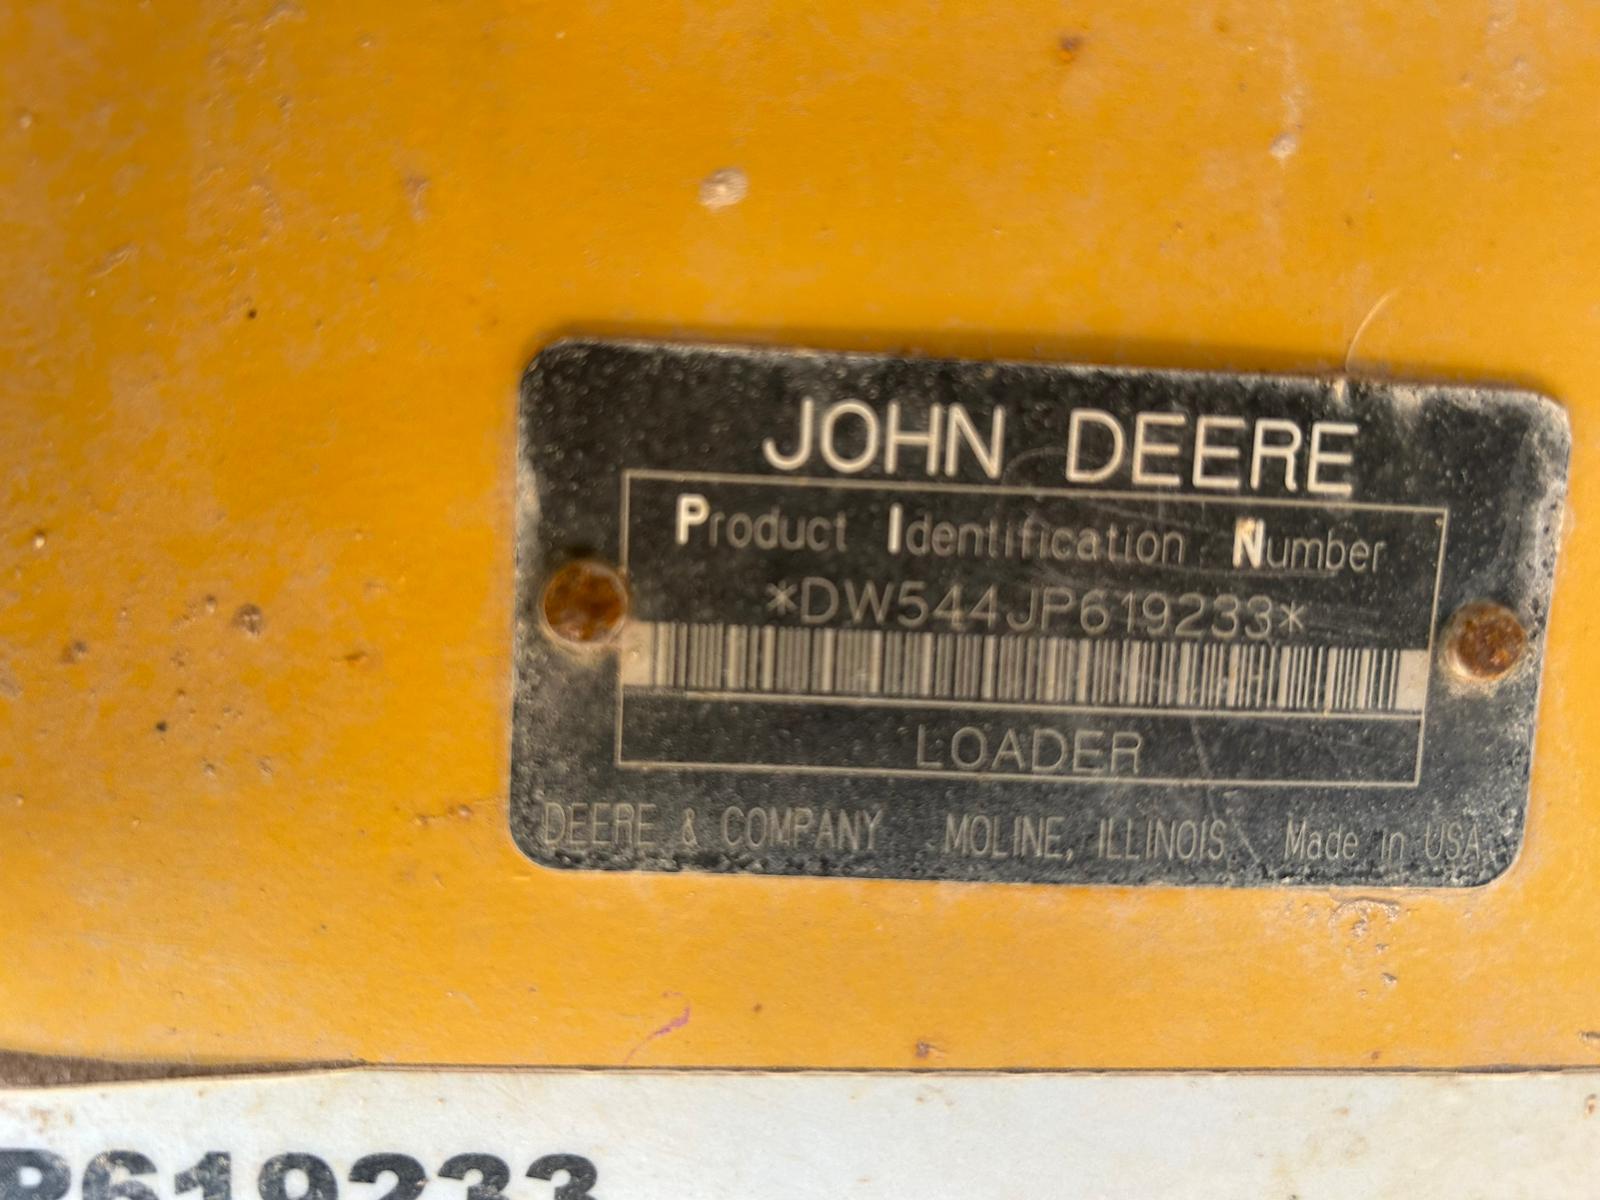 JOHN DEERE
Product Identification Number
*DW544JP619233*
LOADER
DEERE & COMPANY MOLINE, ILLINOIS Made in USA
P619233